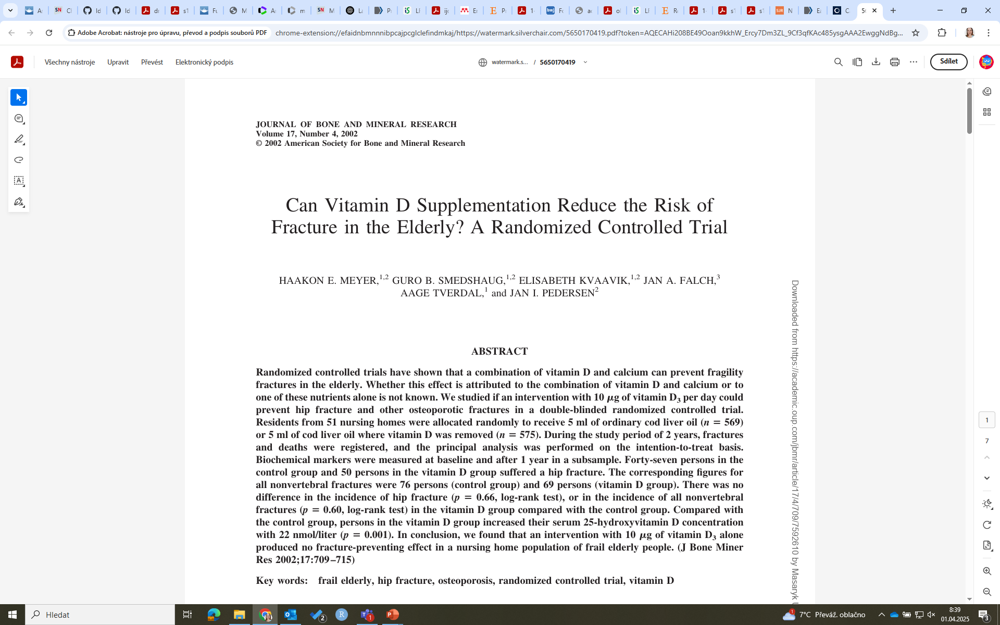 Adobe Acrobat: nástroje pro úpravu, převod a podpis souborů PDF
chrome-extension://efaidnbmnnnibpcajpcglclefindmkaj/https://watermark.silverchair.com/5650170419.pdf?token=AQECAHi208BE49Ooan9kkhW_Ercy7Dm3ZL_9Cf3qfKAc485ysgAAA2EwggNdBg...
Všechny nástroje
Upravit
Převést
Elektronický podpis
watermark.s... / 5650170419
Sdílet
JOURNAL OF BONE AND MINERAL RESEARCH
Volume 17, Number 4, 2002
© 2002 American Society for Bone and Mineral Research
Can Vitamin D Supplementation Reduce the Risk of
Fracture in the Elderly? A Randomized Controlled Trial
HAAKON E. MEYER,1,2 GURO B. SMEDSHAUG,1,2 ELISABETH KVAAVIK,1,2 JAN A. FALCH,3
AAGE TVERDAL,1 and JAN I. PEDERSEN2
ABSTRACT
Randomized controlled trials have shown that a combination of vitamin D and calcium can prevent fragility
fractures in the elderly. Whether this effect is attributed to the combination of vitamin D and calcium or to
one of these nutrients alone is not known. We studied if an intervention with 10 μg of vitamin D3 per day could
prevent hip fracture and other osteoporotic fractures in a double-blinded randomized controlled trial.
Residents from 51 nursing homes were allocated randomly to receive 5 ml of ordinary cod liver oil (n = 569)
or 5 ml of cod liver oil where vitamin D was removed (n = 575). During the study period of 2 years, fractures
and deaths were registered, and the principal analysis was performed on the intention-to-treat basis.
Biochemical markers were measured at baseline and after 1 year in a subsample. Forty-seven persons in the
control group and 50 persons in the vitamin D group suffered a hip fracture. The corresponding figures for
all nonvertebral fractures were 76 persons (control group) and 69 persons (vitamin D group). There was no
difference in the incidence of hip fracture (p = 0.66, log-rank test), or in the incidence of all nonvertebral
fractures (p = 0.60, log-rank test) in the vitamin D group compared with the control group. Compared with
the control group, persons in the vitamin D group increased their serum 25-hydroxyvitamin D concentration
with 22 nmol/liter (p = 0.001). In conclusion, we found that an intervention with 10 μg of vitamin D3 alone
produced no fracture-preventing effect in a nursing home population of frail elderly people. (J Bone Miner
Res 2002;17:709–715)
Key words: frail elderly, hip fracture, osteoporosis, randomized controlled trial, vitamin D
Downloaded from https://academic.oup.com/jbmr/article/17/4/709/7592610 by Masaryk
1
7
Hledat
2
1
1
7°C Převáž. oblačno
8:39
01.04.2025
3